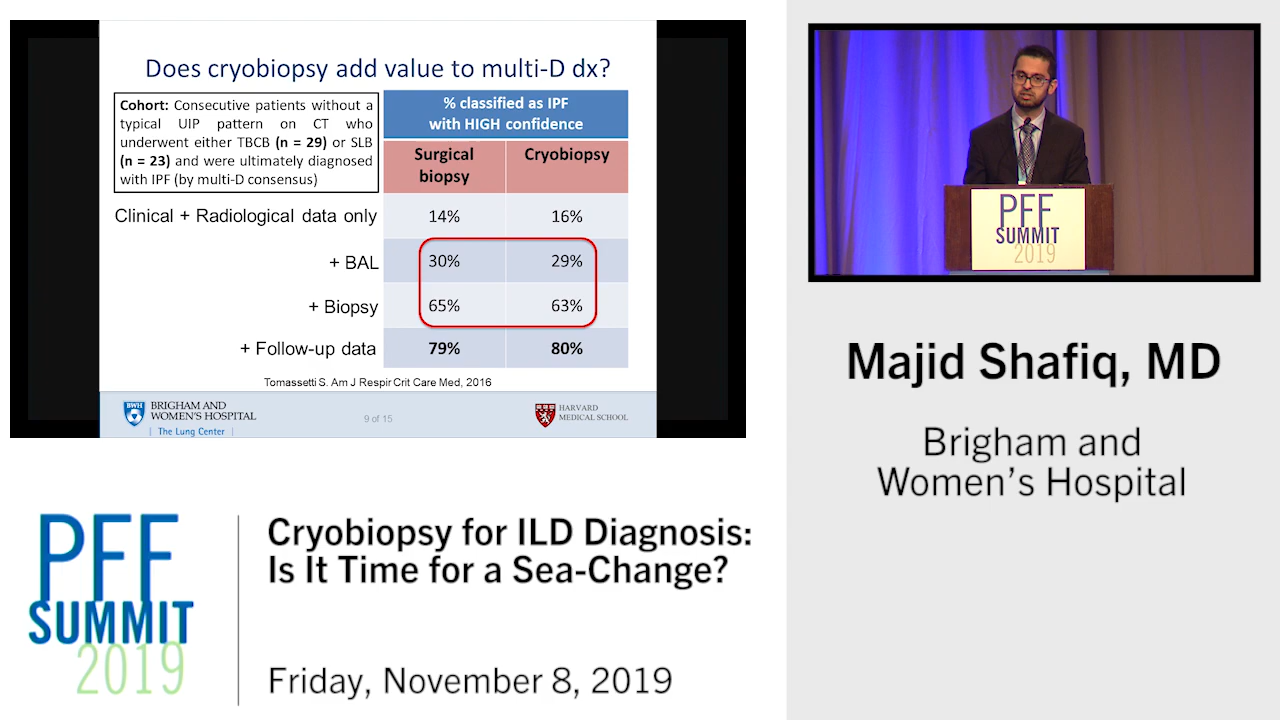 Does cryobiopsy add value to multi-D dx?
Cohort: Consecutive patients without a
typical UIP pattern on CT who
underwent either TBCB (n = 29) or SLB
(n = 23) and were ultimately diagnosed
with IPF (by multi-D consensus)
% classified as IPF
with HIGH confidence
Surgical
biopsy
Cryobiopsy
Clinical + Radiological data only 14% 16%
+ BAL 30% 29%
+ Biopsy 65% 63%
+ Follow-up data 79% 80%
Tomassetti S. Am J Respir Crit Care Med, 2016
BWH
BRIGHAM AND
WOMEN'S HOSPITAL
| The Lung Center |
9 of 15
HARVARD
MEDICAL SCHOOL
PFF
SUMMIT
2019
Majid Shafiq, MD
Brigham and
Women's Hospital
PFF
SUMMIT
2019
Cryobiopsy for ILD Diagnosis:
Is It Time for a Sea-Change?
Friday, November 8, 2019